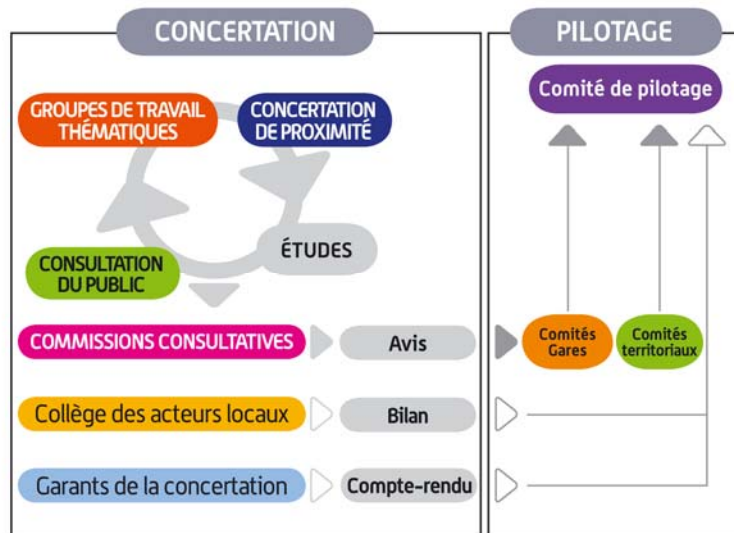 CONCERTATION
PILOTAGE
GROUPES DE TRAVAIL
THÉMATIQUES
CONCERTATION
DE PROXIMITÉ
ÉTUDES
CONSULTATION
DU PUBLIC
COMMISSIONS CONSULTATIVES
Avis
Collège des acteurs locaux
Bilan
Garants de la concertation
Compte-rendu
Comité de pilotage
Comités
Gares
Comités
territoriaux